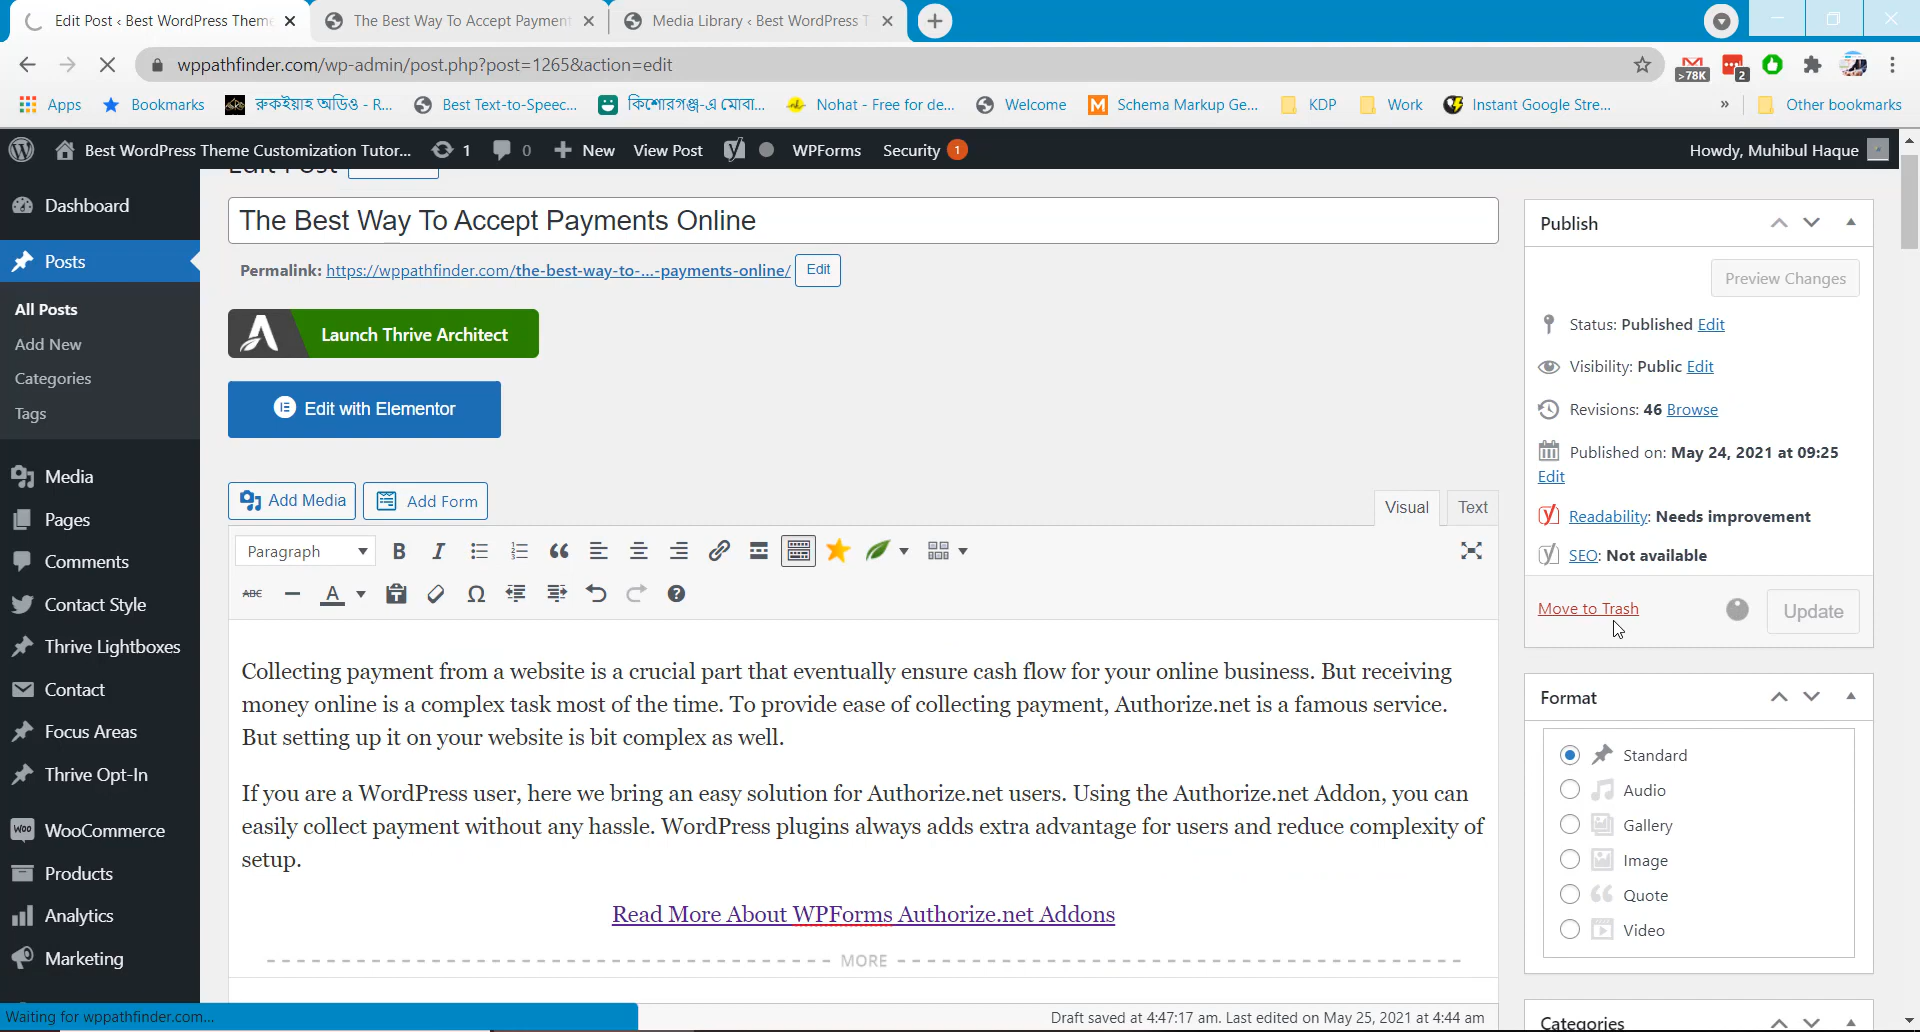 Edit Post ‹ Best WordPress Theme
The Best Way To Accept Payment
Media Library ‹ Best WordPress T
wppathfinder.com/wp-admin/post.php?post=1265&action=edit
>78K
2
Apps
Bookmarks
রুকইয়াহ অডিও - R...
Best Text-to-Speec...
কিশোরগঞ্জ-এ মোবা...
Nohat - Free for de...
Welcome
Schema Markup Ge...
KDP
Work
Instant Google Stre...
»
Other bookmarks
Best WordPress Theme Customization Tutor...
1
0
New
View Post
WPForms
Security 1
Howdy, Muhibul Haque
Dashboard
Posts
All Posts
Add New
Categories
Tags
Media
Pages
Comments
Contact Style
Thrive Lightboxes
Contact
Focus Areas
Thrive Opt-In
WooCommerce
Products
Analytics
Marketing
Edit Post
The Best Way To Accept Payments Online
Permalink: https://wppathfinder.com/the-best-way-to-...-payments-online/ Edit
Launch Thrive Architect
Edit with Elementor
Add Media
Add Form
Visual
Text
Paragraph
B I
ABC A Ω
Collecting payment from a website is a crucial part that eventually ensure cash flow for your online business. But receiving
money online is a complex task most of the time. To provide ease of collecting payment, Authorize.net is a famous service.
But setting up it on your website is bit complex as well.
If you are a WordPress user, here we bring an easy solution for Authorize.net users. Using the Authorize.net Addon, you can
easily collect payment without any hassle. WordPress plugins always adds extra advantage for users and reduce complexity of
setup.
Read More About WPForms Authorize.net Addons
MORE
Waiting for wppathfinder.com...
Draft saved at 4:47:17 am. Last edited on May 25, 2021 at 4:44 am
Publish
Preview Changes
Status: Published Edit
Visibility: Public Edit
Revisions: 46 Browse
Published on: May 24, 2021 at 09:25
Edit
Readability: Needs improvement
SEO: Not available
Move to Trash
Update
Format
Standard
Audio
Gallery
Image
Quote
Video
Categories